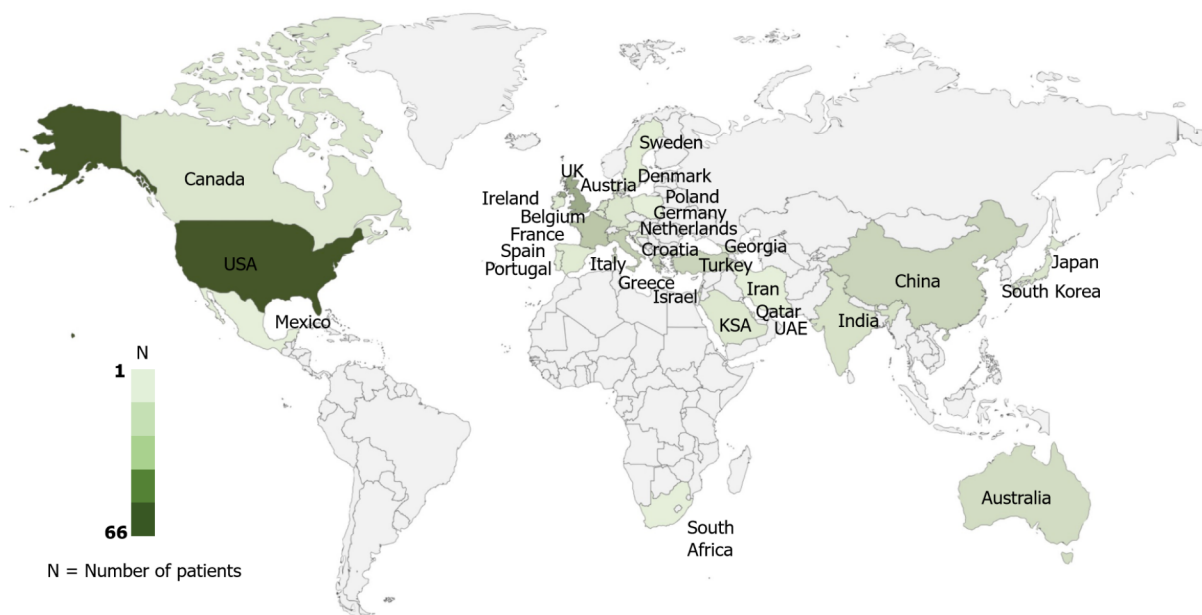 Sweden
UK
Denmark
Austria
Canada
Ireland
Poland
Belgium
Germany
France
Netherlands
Spain
Croatia
Georgia
Portugal
Italy
Turkey
Greece
Israel
USA
Iran
China
Japan
South Korea
KSA
Qatar
UAE
India
Mexico
N
1
66
N = Number of patients
Australia
South
Africa